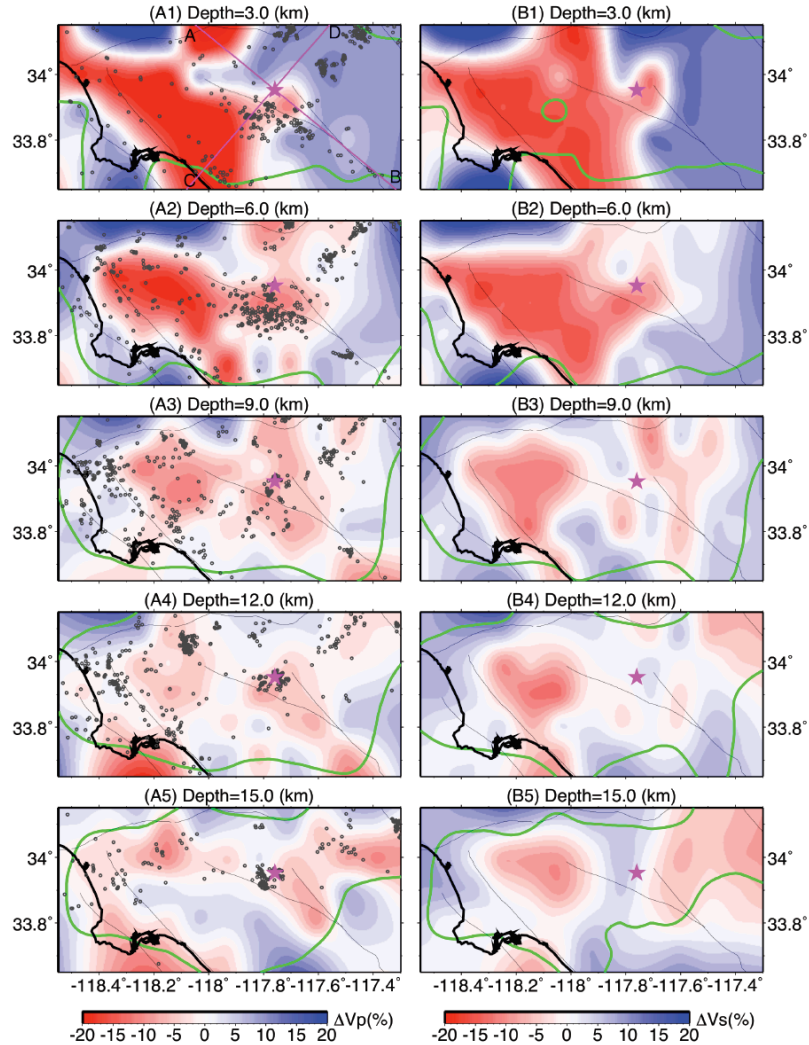 (A1) Depth=3.0 (km)
(B1) Depth=3.0 (km)
A
D
34°
34°
33.8°
33.8°
C
B
(A2) Depth=6.0 (km)
(B2) Depth=6.0 (km)
34°
34°
33.8°
33.8°
(A3) Depth=9.0 (km)
(B3) Depth=9.0 (km)
34°
34°
33.8°
33.8°
(A4) Depth=12.0 (km)
(B4) Depth=12.0 (km)
34°
34°
33.8°
33.8°
(A5) Depth=15.0 (km)
(B5) Depth=15.0 (km)
34°
34°
33.8°
33.8°
-118.4° -118.2° -118° -117.8° -117.6° -117.4°
-118.4° -118.2° -118° -117.8° -117.6° -117.4°
ΔVp(%)
ΔVs(%)
-20 -15 -10 -5 0 5 10 15 20
-20 -15 -10 -5 0 5 10 15 20